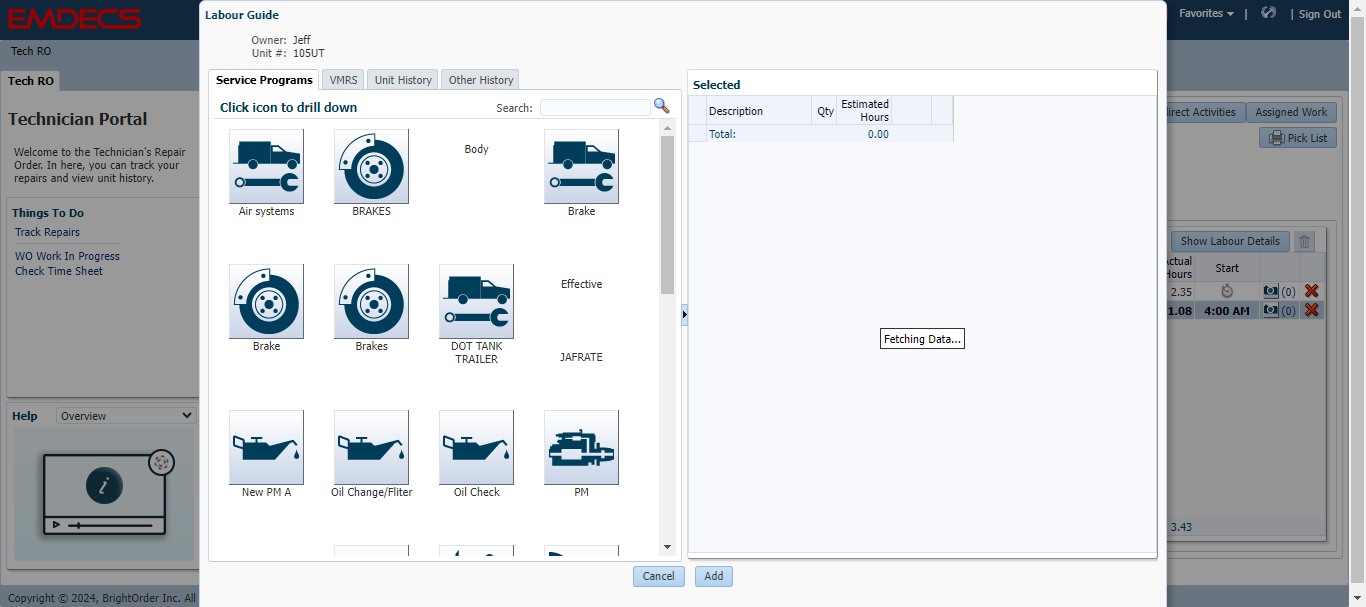 EMDECS
Favorites
|
| Sign Out
Tech RO
Tech RO
Technician Portal
Welcome to the Technician's Repair
Order. In here, you can track your
repairs and view unit history.
Things To Do
Track Repairs
WO Work In Progress
Check Time Sheet
Help
Overview
i
Copyright © 2024, BrightOrder Inc. All
Labour Guide
Owner: Jeff
Unit #: 105UT
Service Programs
VMRS
Unit History
Other History
Click icon to drill down
Search:
Air systems
BRAKES
Body
Brake
Brake
Brakes
DOT TANK
TRAILER
Effective
JAFRATE
New PM A
Oil Change/Fliter
Oil Check
PM
Selected
Description
Qty
Estimated
Hours
Total:
0.00
Fetching Data...
Cancel
Add
irect Activities
Assigned Work
Pick List
Show Labour Details
Actual
Hours
Start
2.35
(0)
1.08
4:00 AM
(0)
3.43